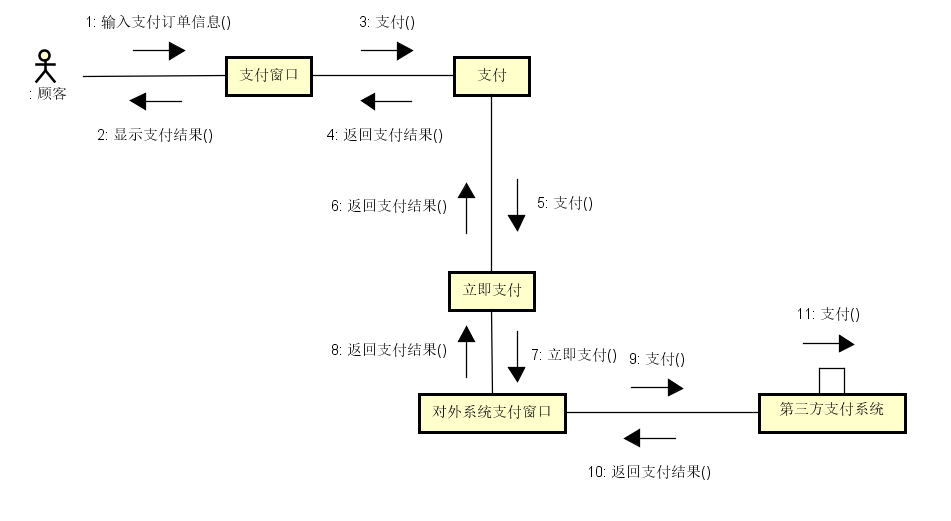 1: 输入支付订单信息()
3: 支付()
支付窗口
支付
: 顾客
2: 显示支付结果()
4: 返回支付结果()
6: 返回支付结果()
5: 支付()
立即支付
11: 支付()
8: 返回支付结果()
7: 立即支付()
9: 支付()
对外系统支付窗口
第三方支付系统
10: 返回支付结果()